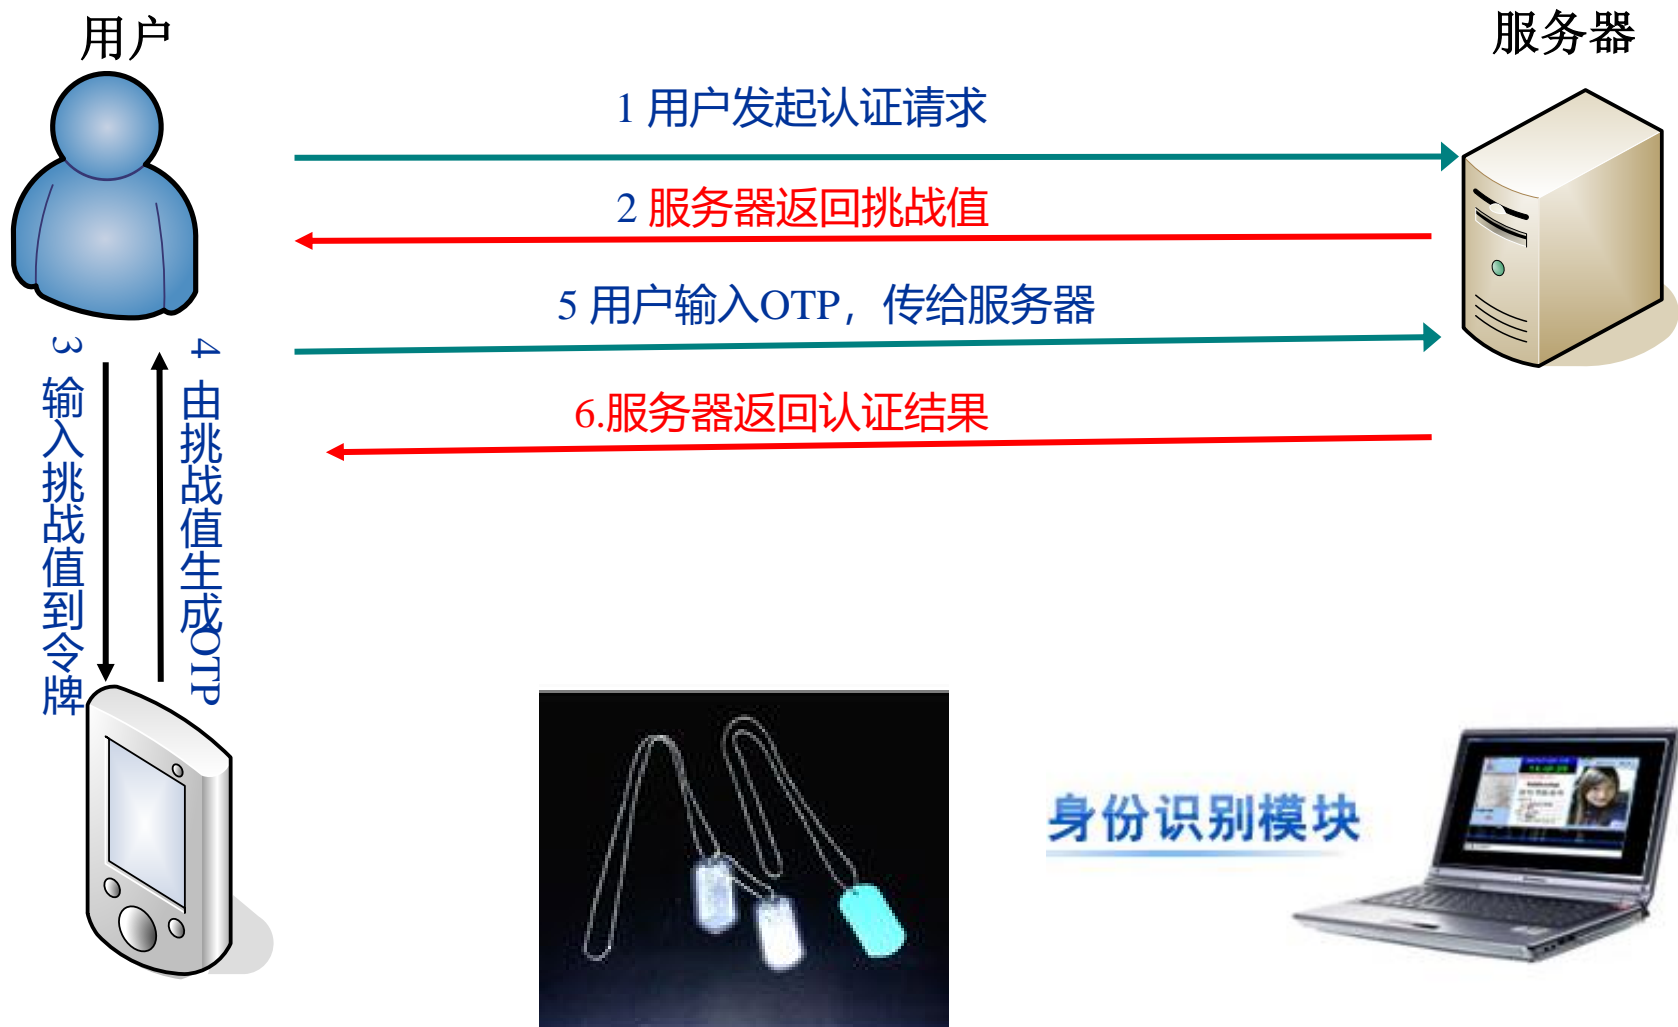 用户
服务器
1 用户发起认证请求
2 服务器返回挑战值
5 用户输入OTP，传给服务器
6.服务器返回认证结果
3 输入挑战值到令牌
4 由挑战值生成OTP
身份识别模块